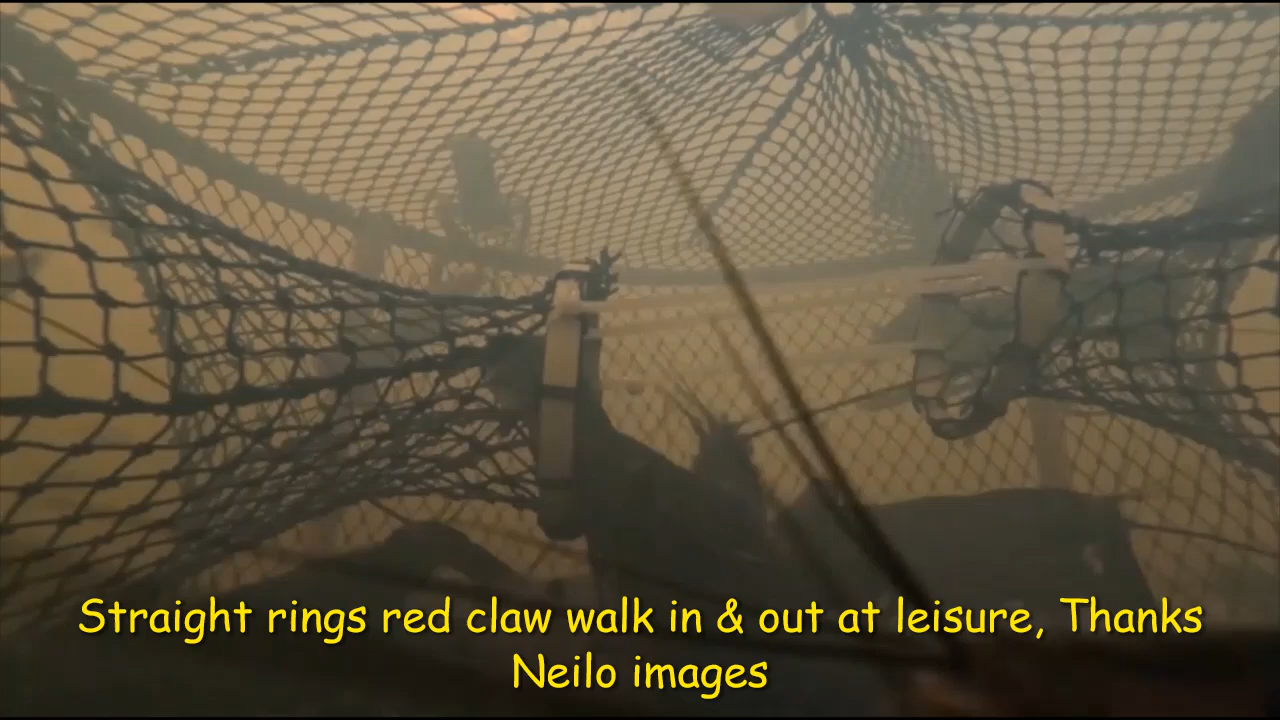 Straight rings red claw walk in & out at leisure, Thanks
Neilo images